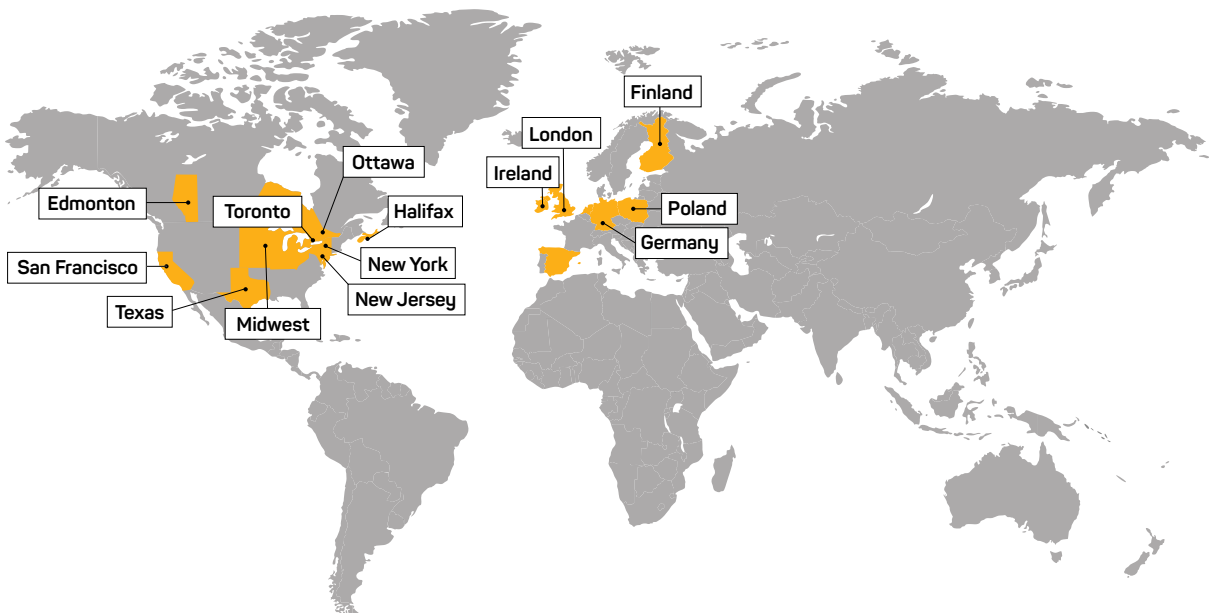 Finland
London
Ottawa
Ireland
Edmonton
Toronto
Halifax
Poland
Germany
San Francisco
New York
New Jersey
Texas
Midwest